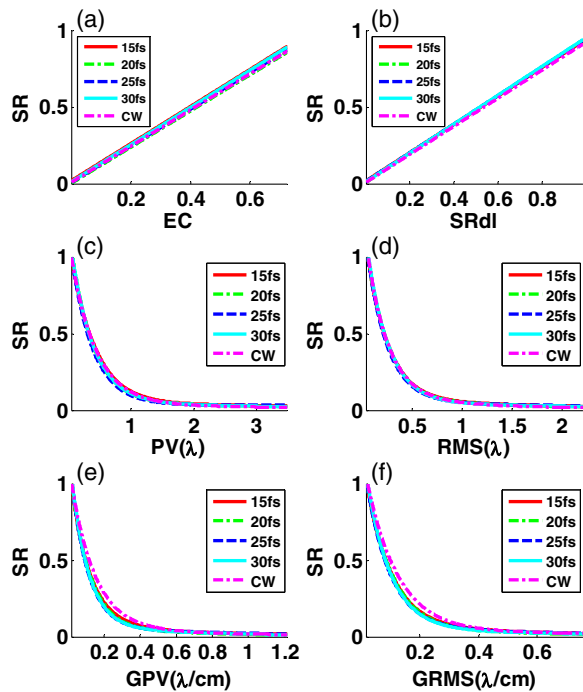 (a)
1
0.5
0
SR
15fs
20fs
25fs
30fs
CW
0.2 0.4 0.6
EC
(b)
1
0.5
0
SR
15fs
20fs
25fs
30fs
CW
0.2 0.4 0.6 0.8
SRdl
(c)
1
0.5
0
SR
15fs
20fs
25fs
30fs
CW
1 2 3
PV(λ)
(d)
1
0.5
0
SR
15fs
20fs
25fs
30fs
CW
0.5 1 1.5 2
RMS(λ)
(e)
1
0.5
0
SR
15fs
20fs
25fs
30fs
CW
0.2 0.4 0.6 0.8 1 1.2
GPV(λ/cm)
(f)
1
0.5
0
SR
15fs
20fs
25fs
30fs
CW
0.2 0.4 0.6
GRMS(λ/cm)